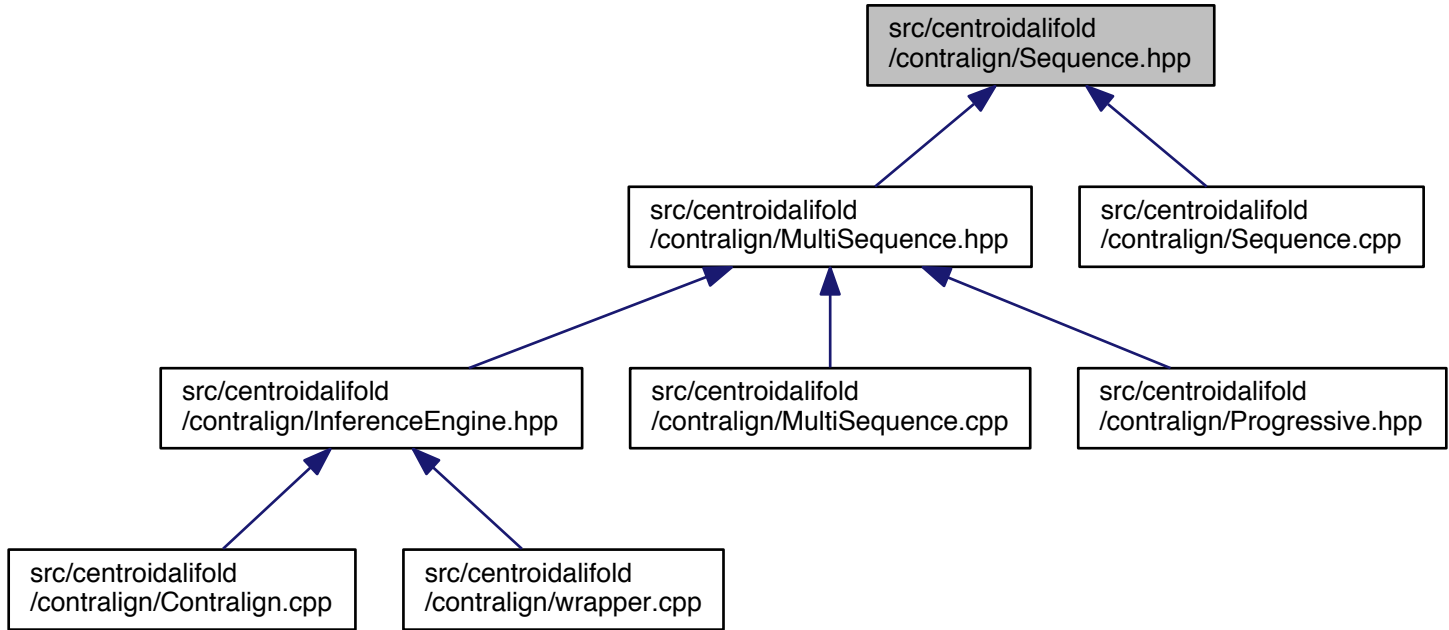 src/centroidalifold
/contralign/Sequence.hpp
src/centroidalifold
/contralign/MultiSequence.hpp
src/centroidalifold
/contralign/Sequence.cpp
src/centroidalifold
/contralign/InferenceEngine.hpp
src/centroidalifold
/contralign/MultiSequence.cpp
src/centroidalifold
/contralign/Progressive.hpp
src/centroidalifold
/contralign/Contralign.cpp
src/centroidalifold
/contralign/wrapper.cpp